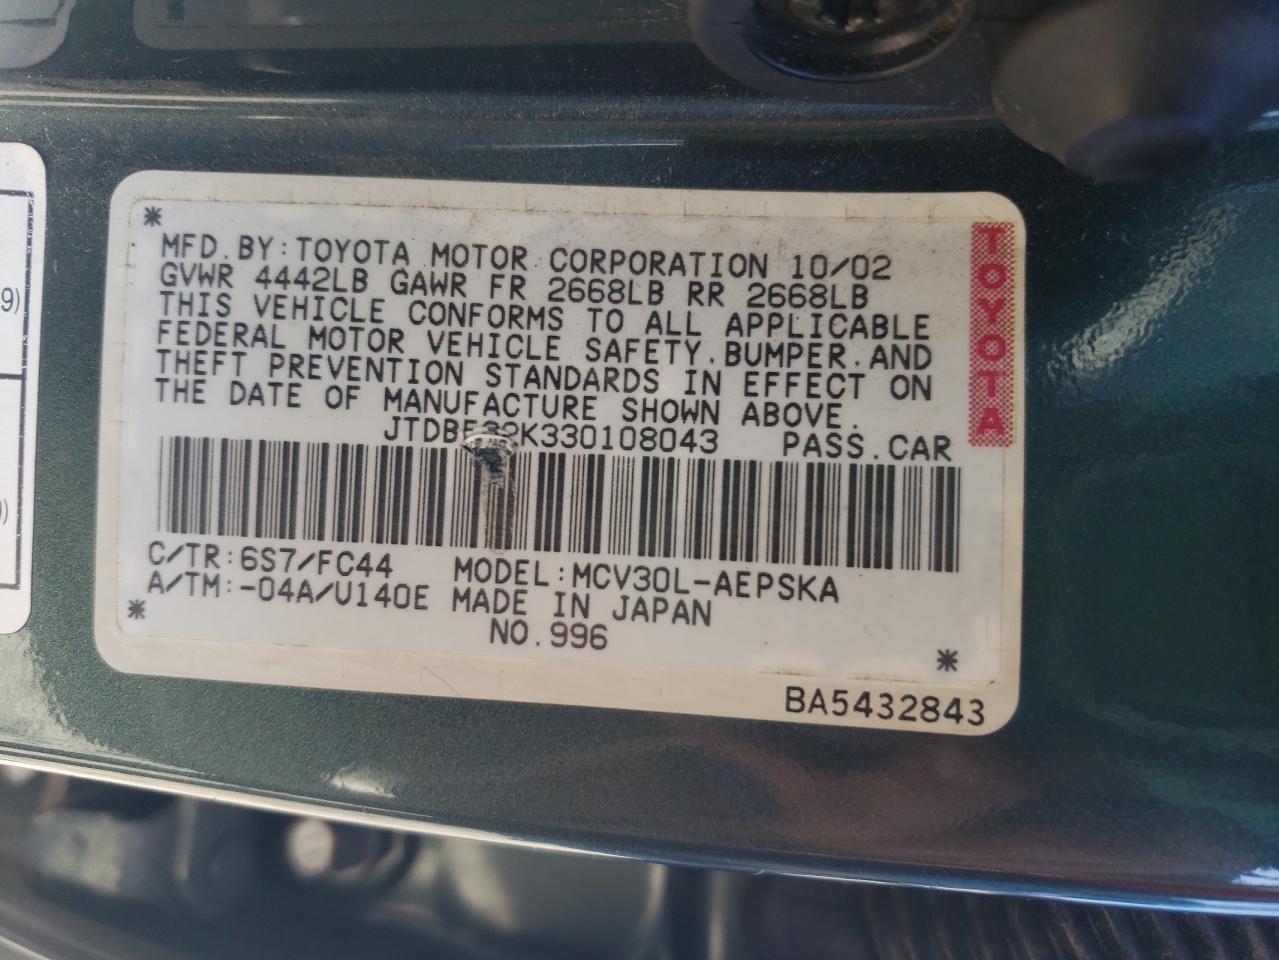 MFD.BY:TOYOTA MOTOR CORPORATION 10/02
GVWR 4442LB GAWR FR 2668LB RR 2668LB
THIS VEHICLE CONFORMS TO ALL APPLICABLE
FEDERAL MOTOR VEHICLE SAFETY.BUMPER.AND
THEFT PREVENTION STANDARDS IN EFFECT ON
THE DATE OF MANUFACTURE SHOWN ABOVE.
PASS.CAR
C/TR:6S7/FC44 MODEL:MCV30L-AEPSKA
A/TM:-04A/U140E MADE IN JAPAN
NO.996
BA5432843
TOYOTA
9)